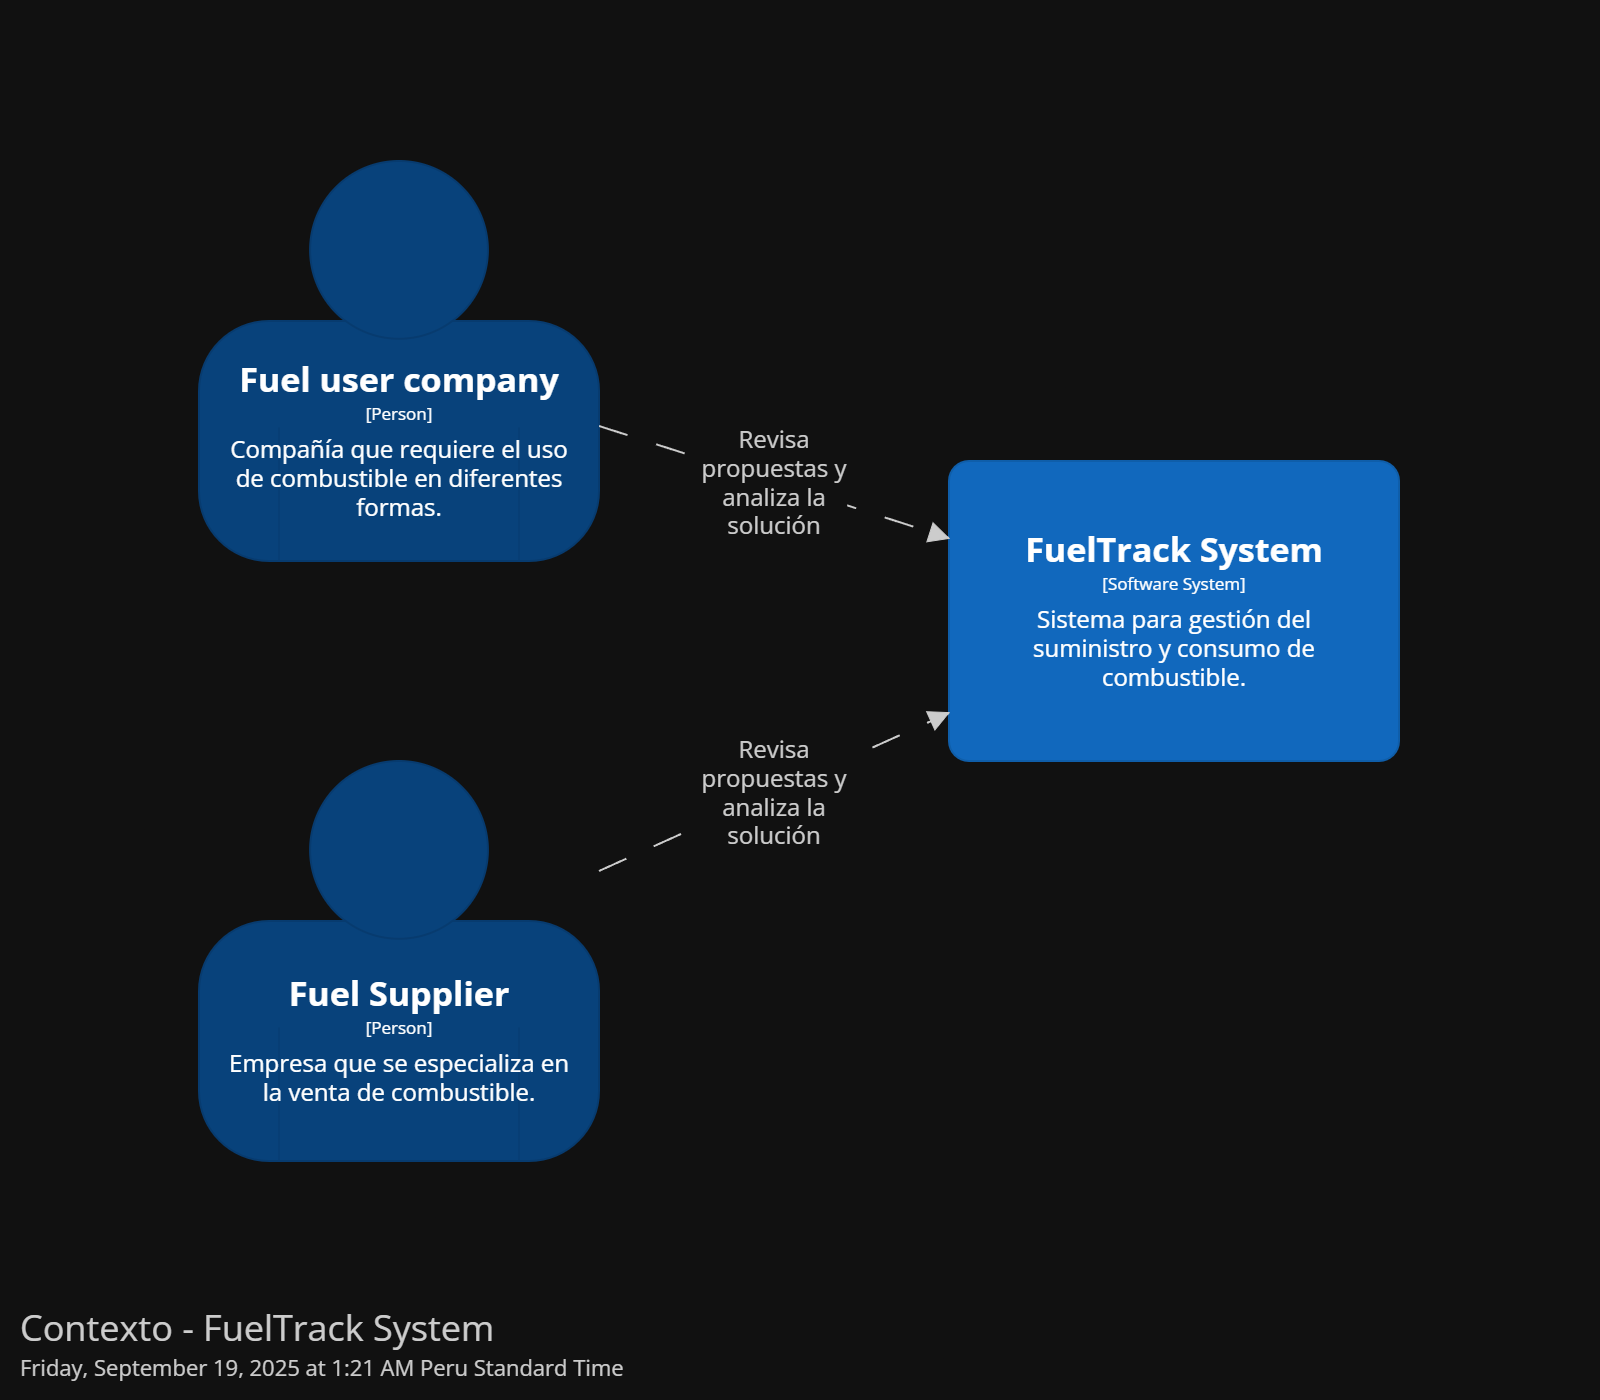 Fuel user company
[Person]
Compañía que requiere el uso
de combustible en diferentes
formas.
Revisa
propuestas y
analiza la
solución
FuelTrack System
[Software System]
Sistema para gestión del
suministro y consumo de
combustible.
Revisa
propuestas y
analiza la
solución
Fuel Supplier
[Person]
Empresa que se especializa en
la venta de combustible.
Contexto - FuelTrack System
Friday, September 19, 2025 at 1:21 AM Peru Standard Time